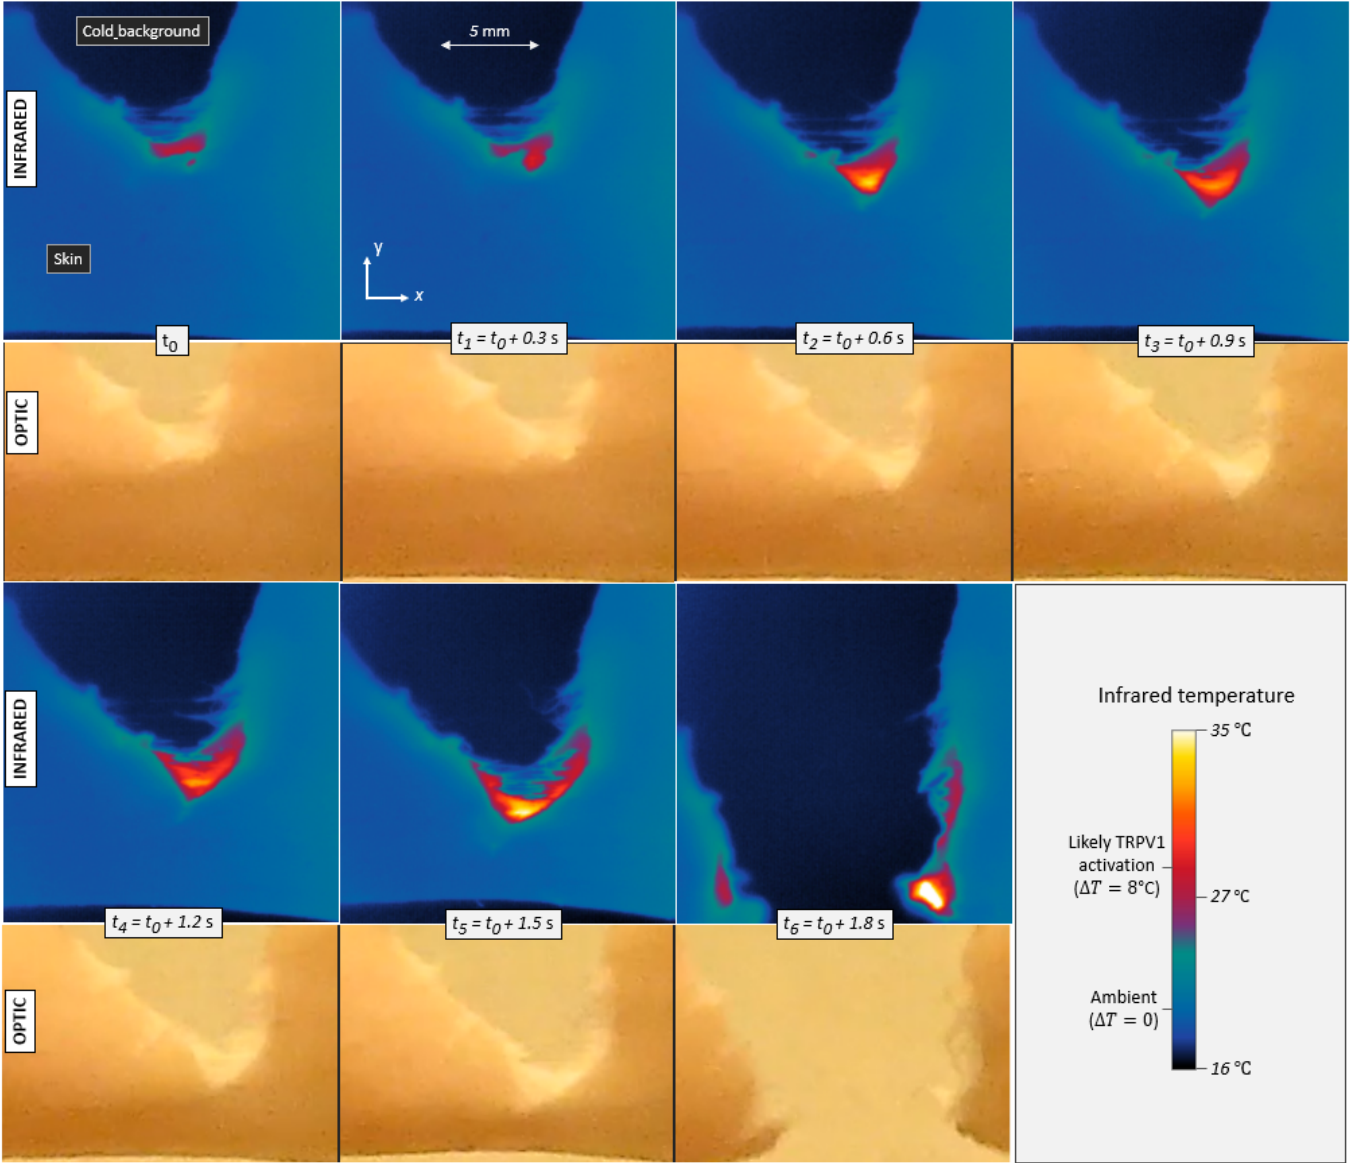 Cold_background
5 mm
INFRARED
y
x
Skin
t0
t1 = t0 + 0.3 s
t2 = t0 + 0.6 s
t3 = t0 + 0.9 s
OPTIC
INFRARED
Infrared temperature
35 °C
Likely TRPV1
activation
(ΔT = 8°C)
27 °C
Ambient
(ΔT = 0)
16 °C
t4 = t0 + 1.2 s
t5 = t0 + 1.5 s
t6 = t0 + 1.8 s
OPTIC